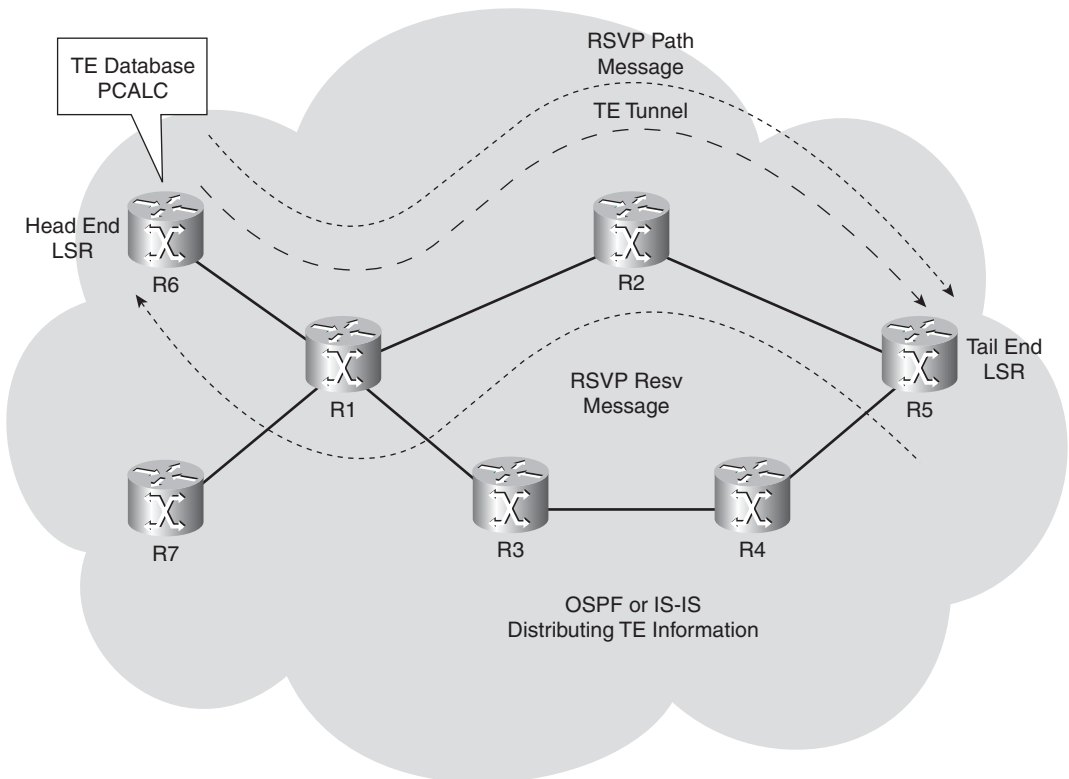 TE Database
PCALC
RSVP Path
Message
TE Tunnel
Head End
LSR
R6
R2
R1
RSVP Resv
Message
Tail End
LSR
R5
R7
R3
R4
OSPF or IS-IS
Distributing TE Information